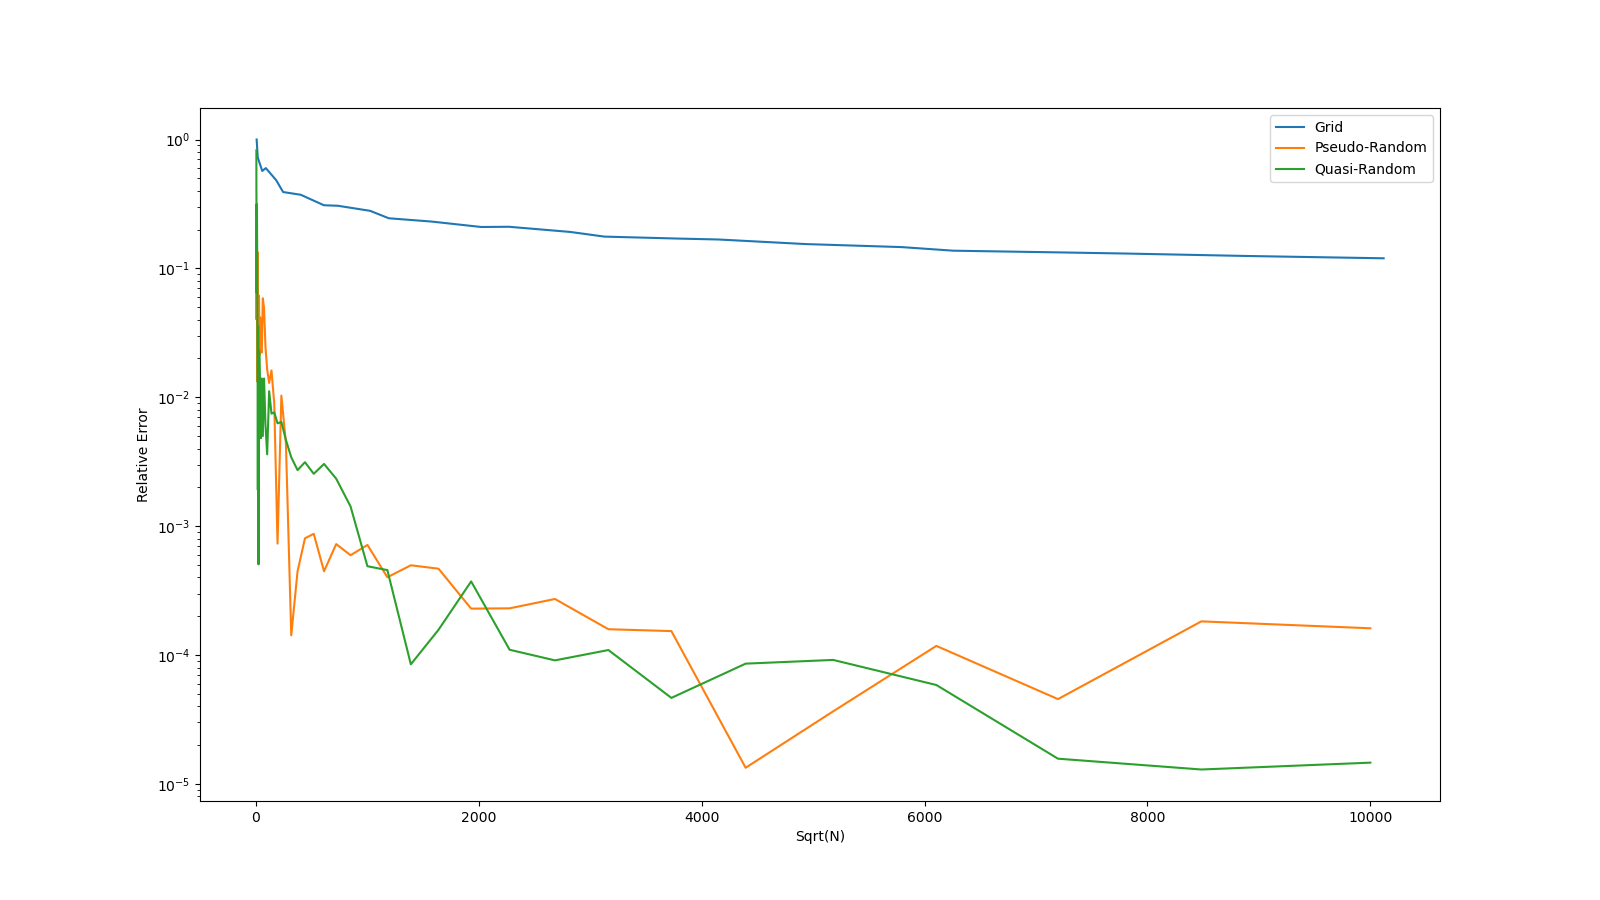 Grid
Pseudo-Random
Quasi-Random
10⁰
10⁻¹
10⁻²
10⁻³
10⁻⁴
10⁻⁵
Relative Error
0 2000 4000 6000 8000 10000
Sqrt(N)